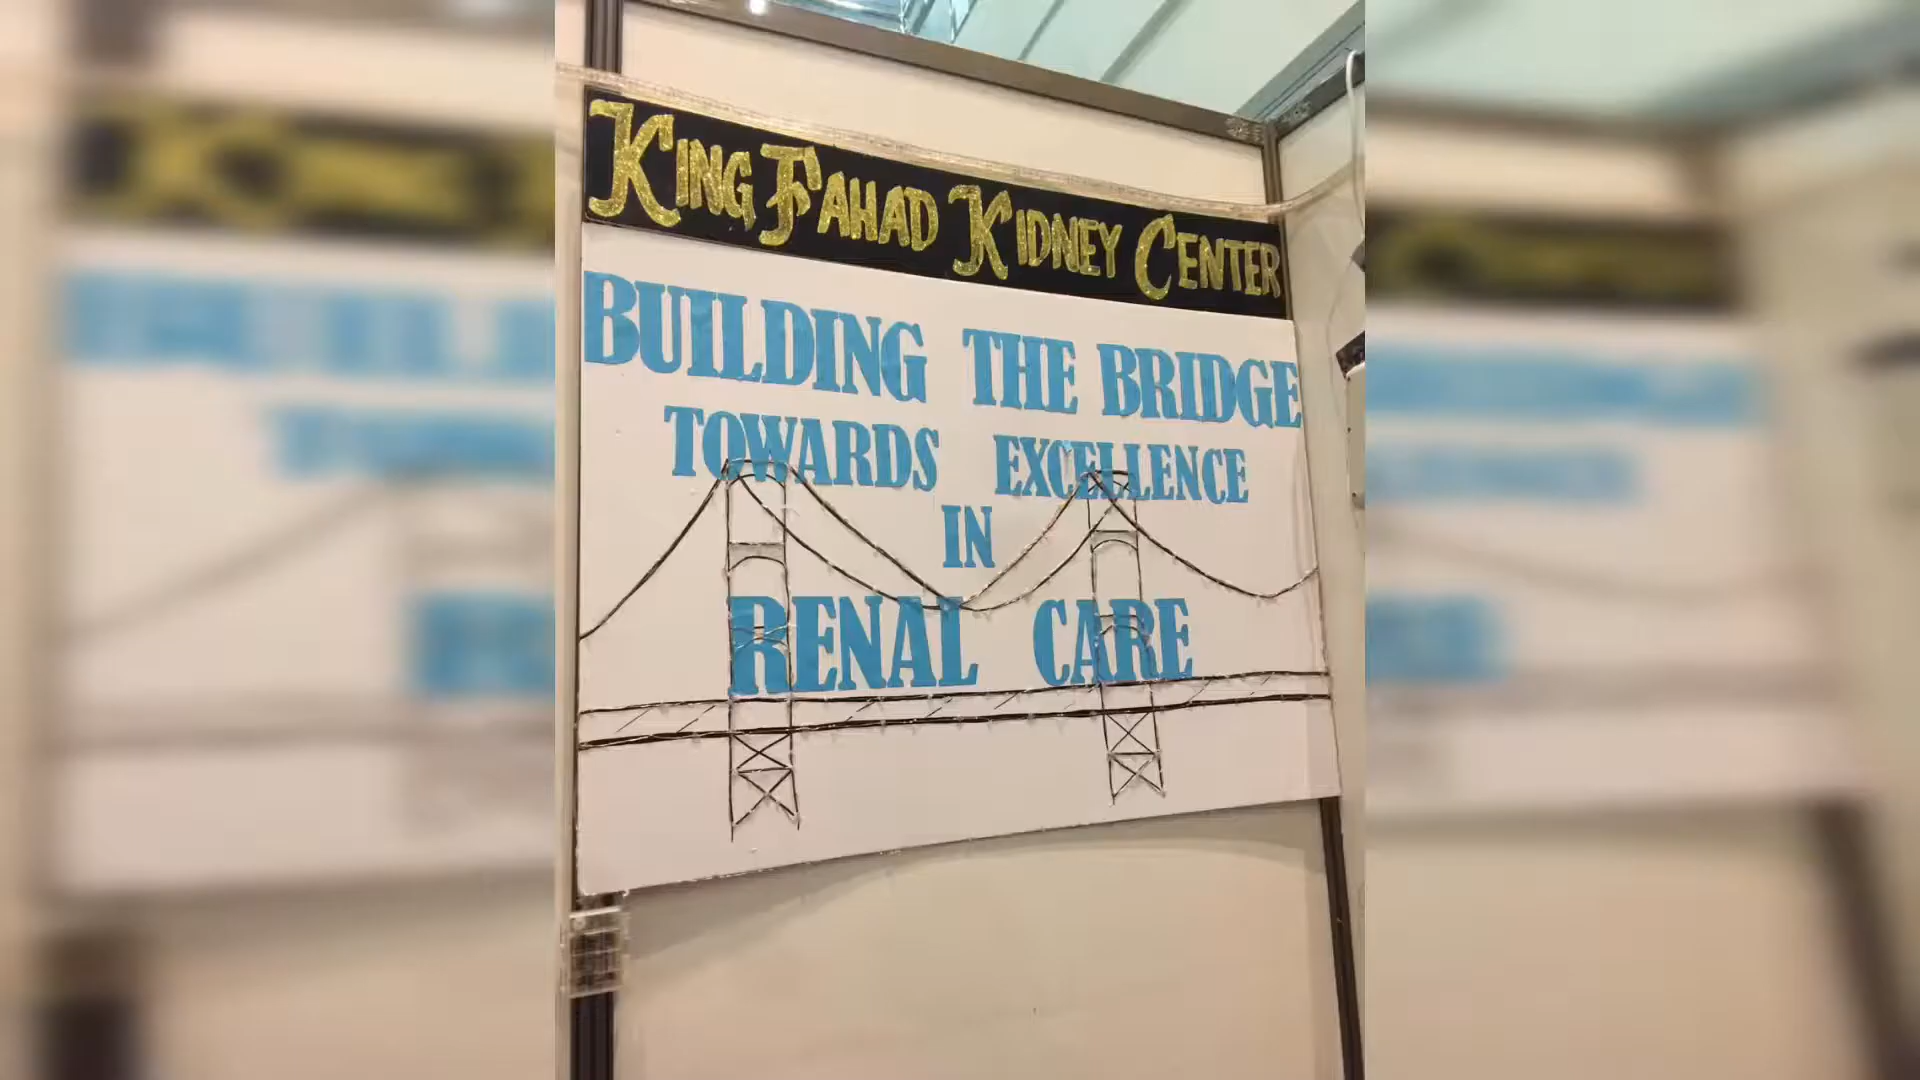 KING FAHAD KIDNEY CENTER
BUILDING THE BRIDGE
TOWARDS EXCELLENCE
IN
RENAL CARE